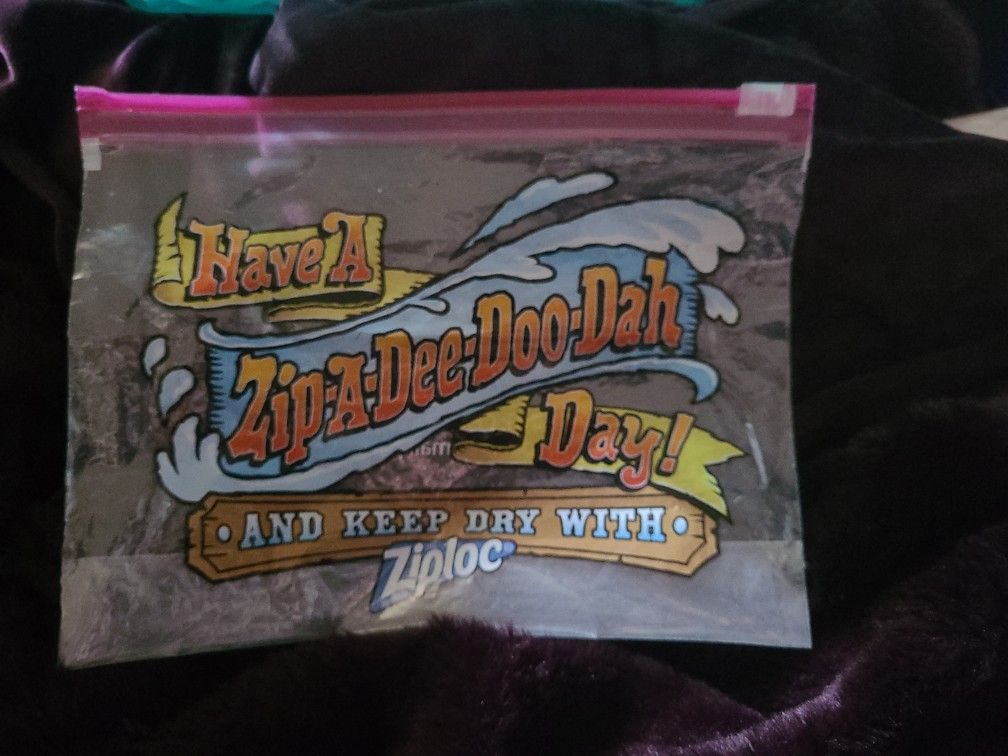 Have A
Zip-A-Dee-Doo-Dah
Day!
• AND KEEP DRY WITH •
Ziploc